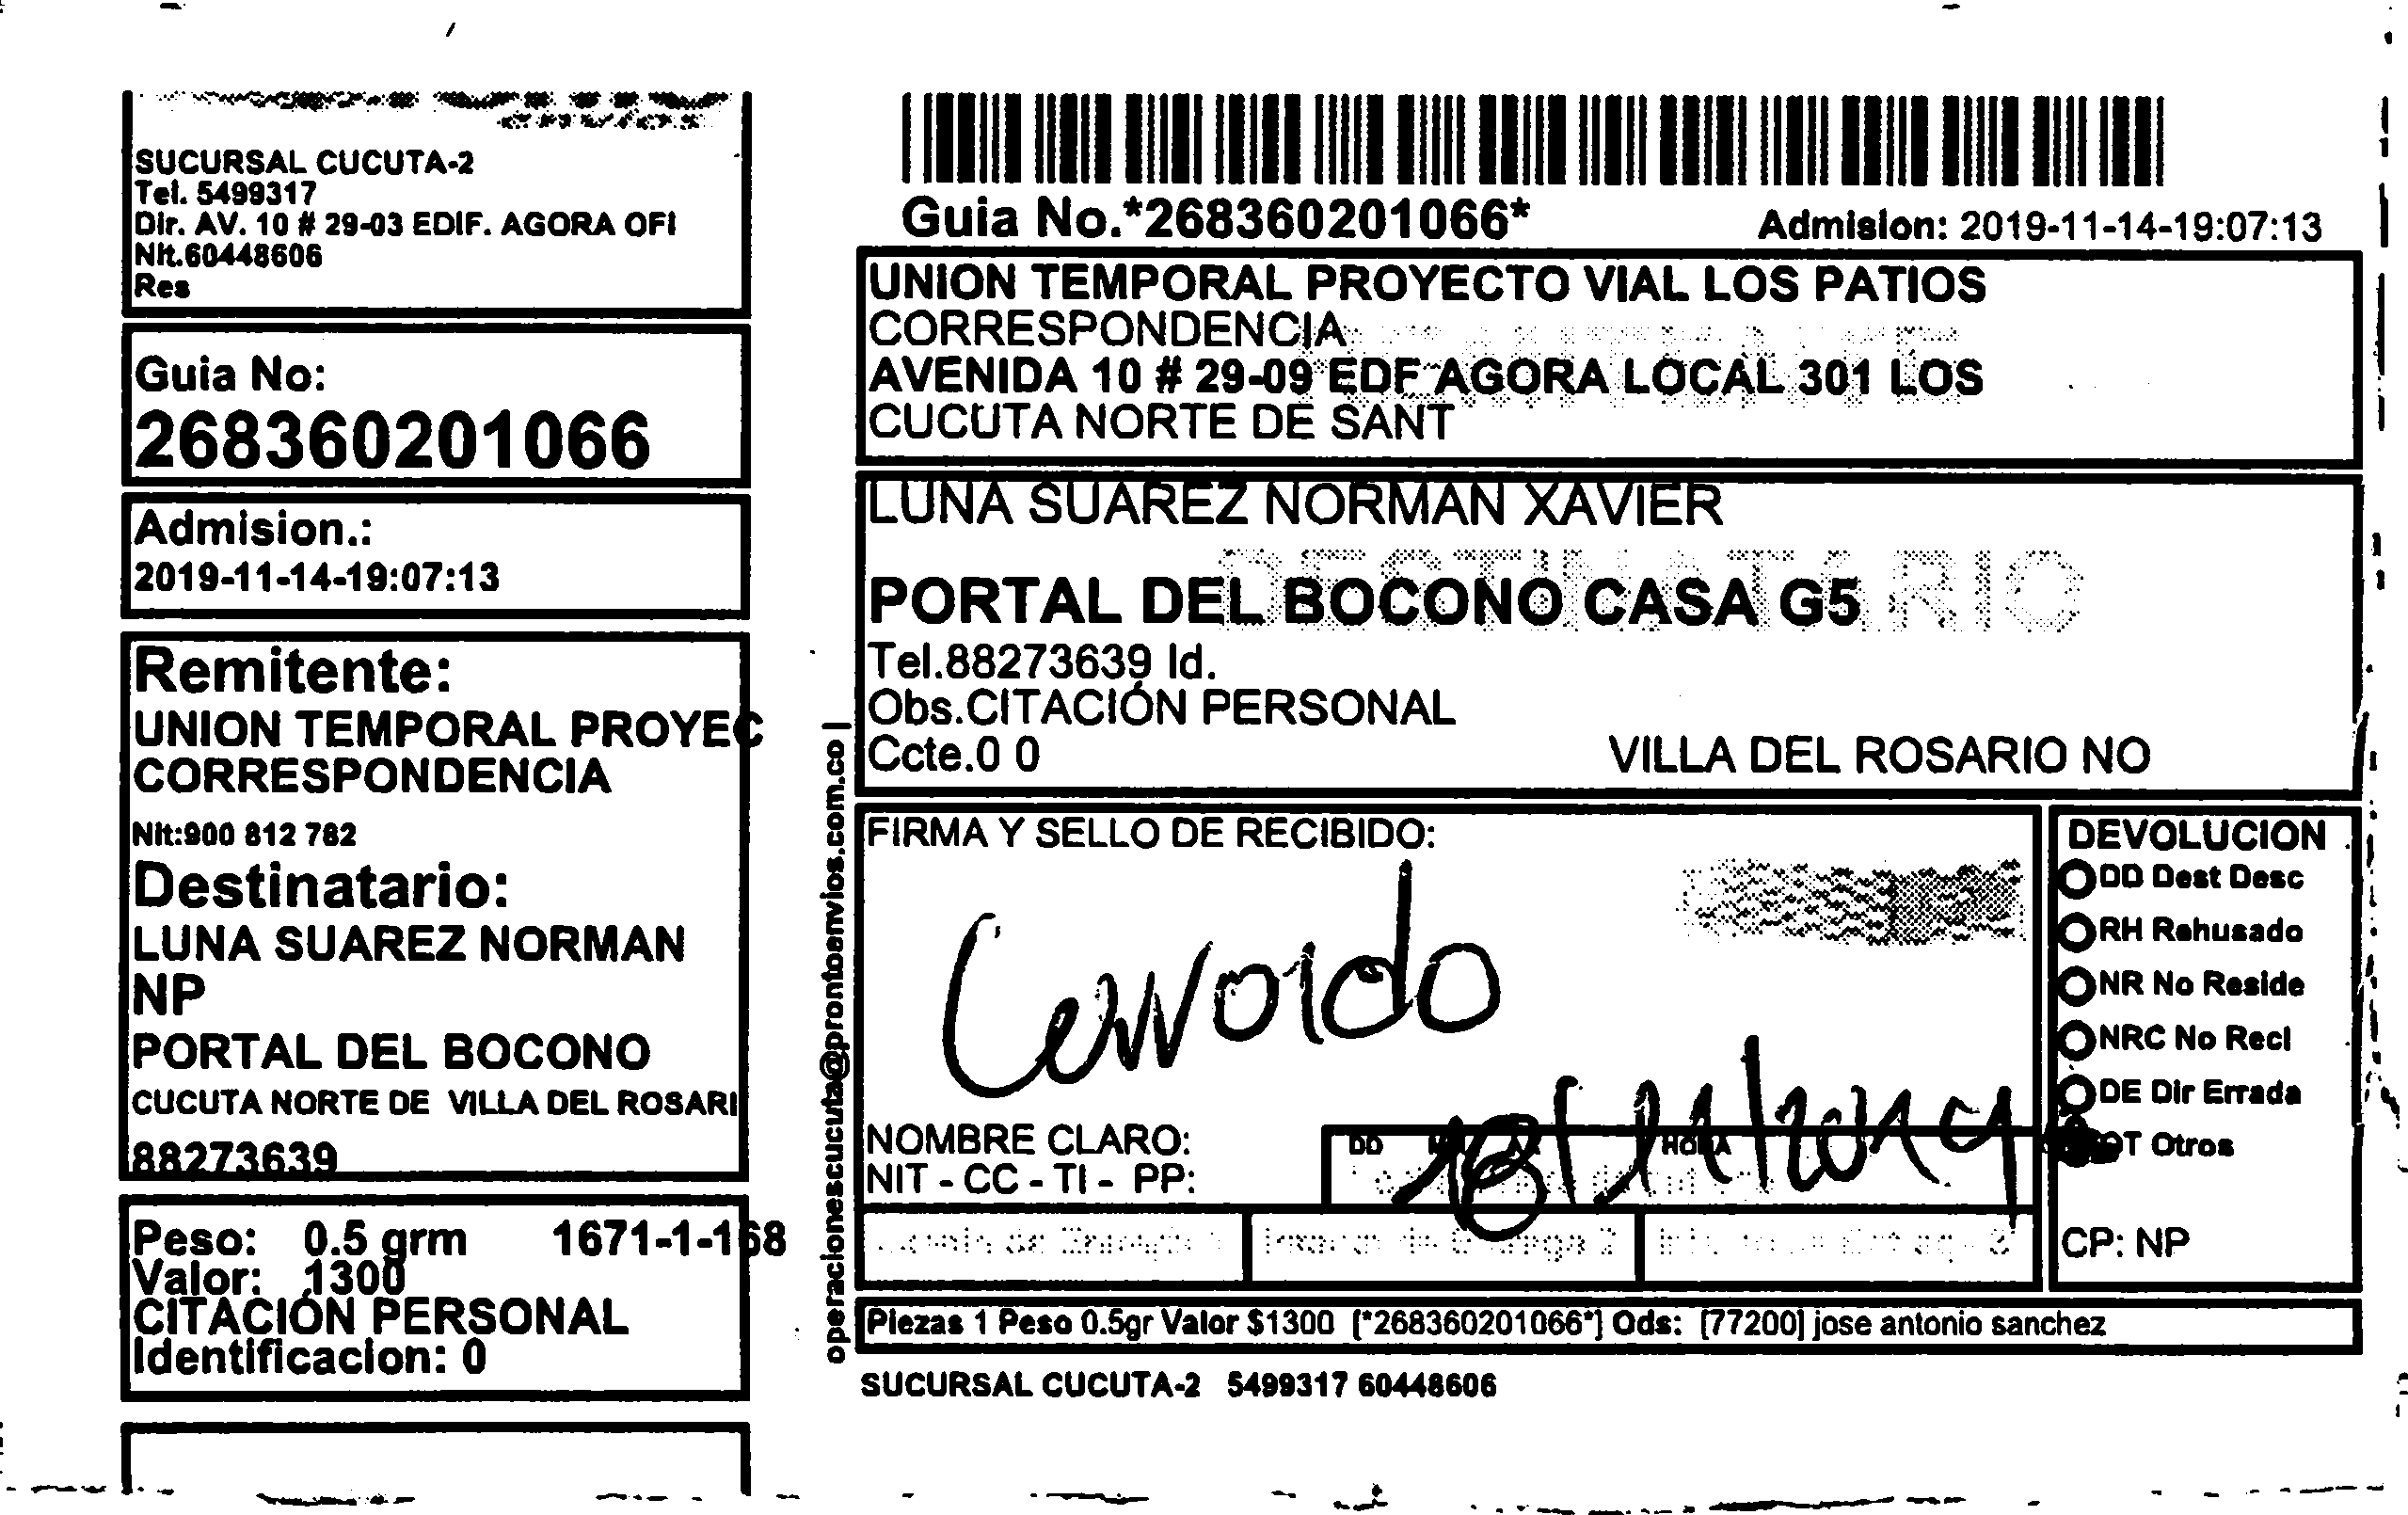 SUCURSAL CUCUTA-2
Tel. 5499317
Dir. AV. 10 # 29-03 EDIF. AGORA OFI
Nit.60448606
Res
Guia No:
268360201066
Admision.:
2019-11-14-19:07:13
Remitente:
UNION TEMPORAL PROYEC
CORRESPONDENCIA
Nit:900 812 782
Destinatario:
LUNA SUAREZ NORMAN
NP
PORTAL DEL BOCONO
CUCUTA NORTE DE VILLA DEL ROSARI
88273639
Peso: 0.5 grm 1671-1-168
Valor: 1300
CITACIÓN PERSONAL
Identificacion: 0
operacionescucuta@prontoenvios.com.co |
Guia No.*268360201066*
Admision: 2019-11-14-19:07:13
UNION TEMPORAL PROYECTO VIAL LOS PATIOS
CORRESPONDENCIA
AVENIDA 10 # 29-09 EDF AGORA LOCAL 301 LOS
CUCUTA NORTE DE SANT
LUNA SUAREZ NORMAN XAVIER
DESTINATARIO
PORTAL DEL BOCONO CASA G5
Tel.88273639 Id.
Obs.CITACIÓN PERSONAL
Ccte.0 0
VILLA DEL ROSARIO NO
FIRMA Y SELLO DE RECIBIDO:
NOMBRE CLARO:
NIT - CC - TI - PP:
DD
HORA
DEVOLUCION
DD Dest Desc
RH Rehusado
NR No Reside
NRC No Recl
DE Dir Errada
OT Otros
CP: NP
Piezas 1 Peso 0.5gr Valor $1300 [*268360201066*] Ods: [77200] jose antonio sanchez
SUCURSAL CUCUTA-2 5499317 60448606